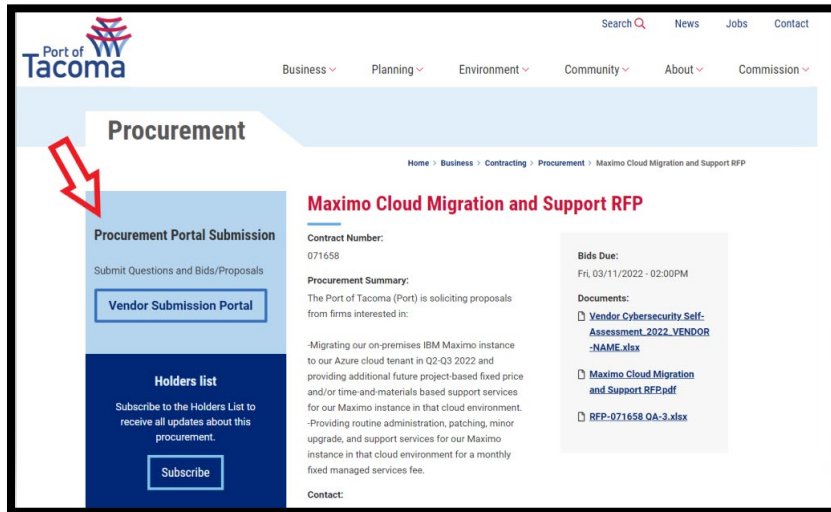 Port of
Tacoma
Search
News
Jobs
Contact
Business
Planning
Environment
Community
About
Commission
Procurement
Home > Business > Contracting > Procurement > Maximo Cloud Migration and Support RFP
Procurement Portal Submission
Submit Questions and Bids/Proposals
Vendor Submission Portal
Holders list
Subscribe to the Holders List to
receive all updates about this
procurement.
Subscribe
Maximo Cloud Migration and Support RFP
Contract Number:
071658
Procurement Summary:
The Port of Tacoma (Port) is soliciting proposals
from firms interested in:
-Migrating our on-premises IBM Maximo instance
to our Azure cloud tenant in Q2-Q3 2022 and
providing additional future project-based fixed price
and/or time-and-materials based support services
for our Maximo instance in that cloud environment.
-Providing routine administration, patching, minor
upgrade, and support services for our Maximo
instance in that cloud environment for a monthly
fixed managed services fee.
Contact:
Bids Due:
Fri, 03/11/2022 - 02:00PM
Documents:
Vendor Cybersecurity Self-
Assessment_2022_VENDOR
-NAME.xlsx
Maximo Cloud Migration
and Support RFP.pdf
RFP-071658 QA-3.xlsx